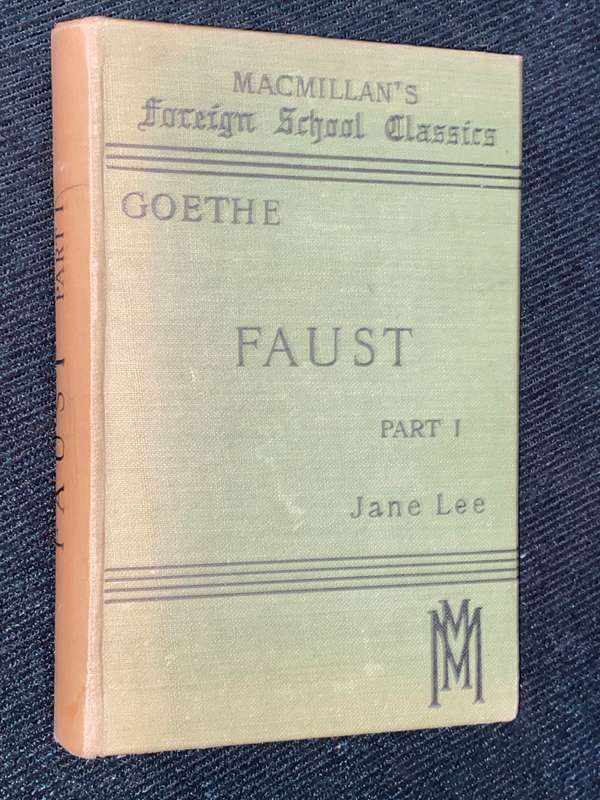 MACMILLAN'S
Foreign School Classics
GOETHE
FAUST
PART I
Jane Lee
MM
FAUST PART I